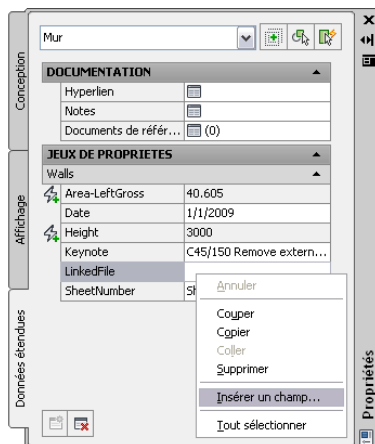 Mur
Conception
Affichage
Données étendues
DOCUMENTATION
Hyperlien
Notes
Documents de référ... (0)
JEUX DE PROPRIETES
Walls
Area-LeftGross 40.605
Date 1/1/2009
Height 3000
Keynote C45/150 Remove extern...
LinkedFile
SheetNumber
Annuler
Couper
Copier
Coller
Supprimer
Insérer un champ...
Tout sélectionner
Propriétés